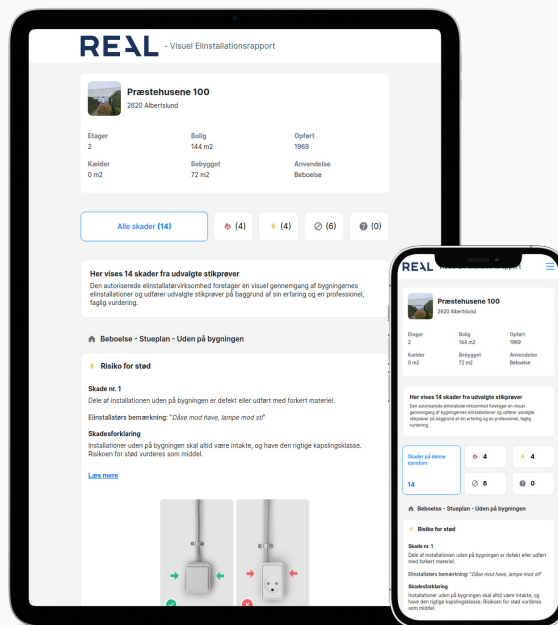 REAL - Visuel Elinstallationsrapport
Præstehusene 100
2620 Albertslund
Etager Bolig Opført
2 144 m2 1969
Kælder Bebygget Anvendelse
0 m2 72 m2 Beboelse
Alle skader (14) (4) (4) (6) (0)
Her vises 14 skader fra udvalgte stikprøver
Den autoriserede elinstallatørvirksomhed foretager en visuel gennemgang af bygningernes
elinstallationer og udfører udvalgte stikprøver på baggrund af sin erfaring og en professionel,
faglig vurdering.
Beboelse - Stueplan - Uden på bygningen
Risiko for stød
Skade nr. 1
Dele af installationen uden på bygningen er defekt eller udført med forkert materiel.
Elinstallatørs bemærkning: "Dåse mod have, lampe mod sti"
Skadesforklaring
Installationer uden på bygningen skal altid være intakte, og have den rigtige kapslingsklasse.
Risikoen for stød vurderes som middel.
Læs mere
REAL
Præstehusene 100
2620 Albertslund
Etager Bolig Opført
2 144 m2 1969
Kælder Bebygget Anvendelse
0 m2 72 m2 Beboelse
Her vises 14 skader fra udvalgte stikprøver
Den autoriserede elinstallatørvirksomhed foretager en visuel
gennemgang af bygningernes elinstallationer og udfører udvalgte
stikprøver på baggrund af sin erfaring og en professionel, faglig
vurdering.
Skader på denne
ejendom
14
4 4
6 0
Beboelse - Stueplan - Uden på bygningen
Risiko for stød
Skade nr. 1
Dele af installationen uden på bygningen er defekt eller udført
med forkert materiel.
Elinstallatørs bemærkning: "Dåse mod have, lampe mod sti"
Skadesforklaring
Installationer uden på bygningen skal altid være intakte, og
have den rigtige kapslingsklasse. Risikoen for stød vurderes
som middel.